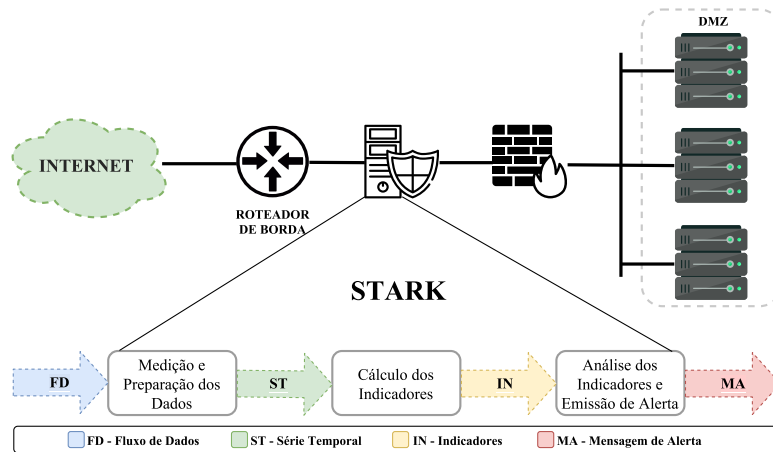 DMZ
INTERNET
ROTEADOR
DE BORDA
STARK
FD
Medição e
Preparação dos
Dados
ST
Cálculo dos
Indicadores
IN
Análise dos
Indicadores e
Emissão de Alerta
MA
FD - Fluxo de Dados
ST - Série Temporal
IN - Indicadores
MA - Mensagem de Alerta